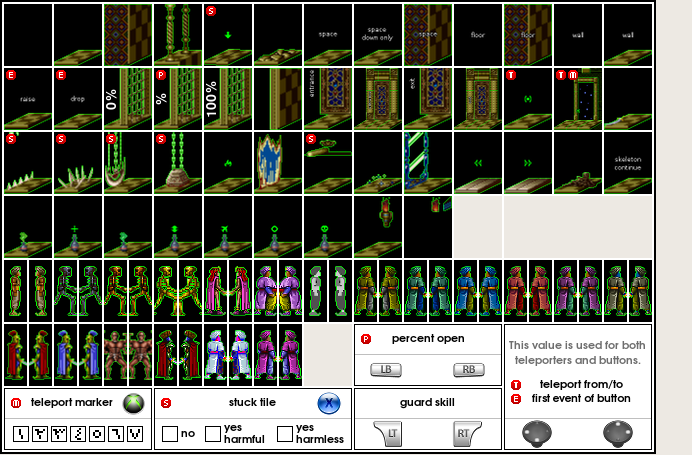 S
space
space
down only
space
floor
floor
wall
wall
E
E
P
T
T M
raise
drop
0%
%
100%
entrance
exit
S
S
S
S
S
skeleton
continue
P percent open
LB
RB
This value is used for both
teleporters and buttons.
T teleport from/to
E first event of button
M teleport marker
S stuck tile
X
no
yes
harmful
yes
harmless
guard skill
LT
RT